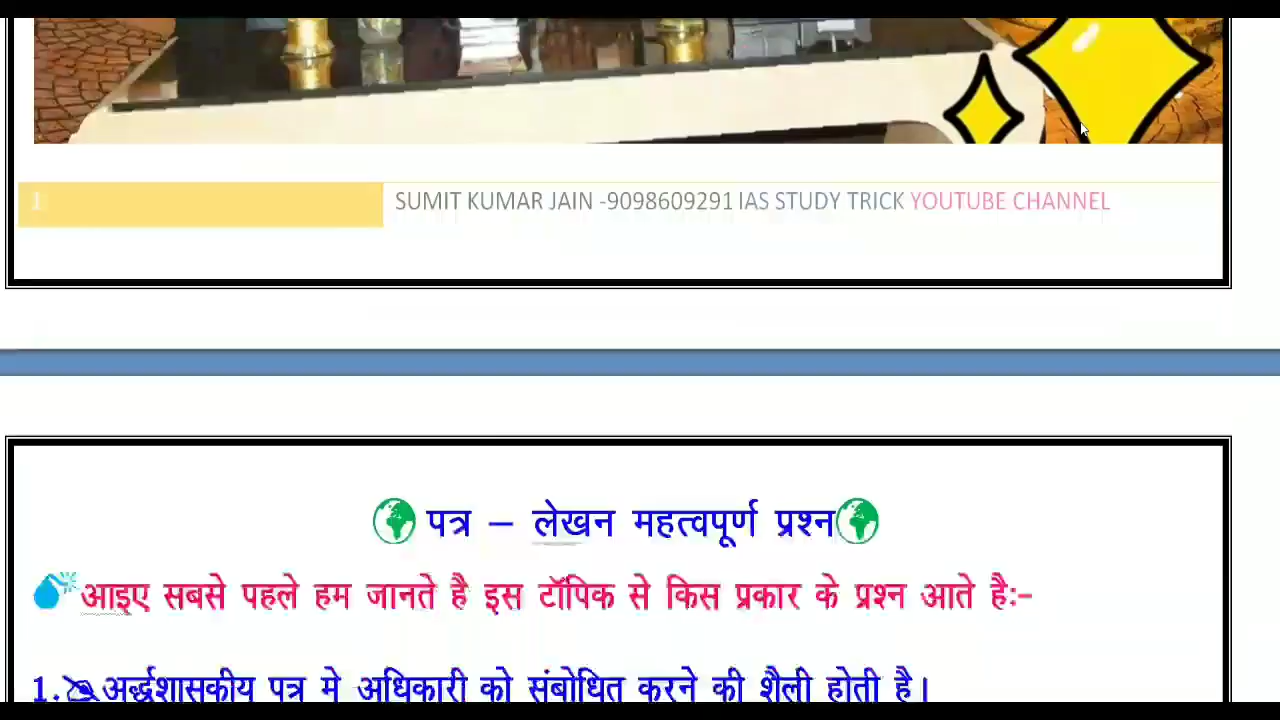 1
SUMIT KUMAR JAIN -9098609291 IAS STUDY TRICK YOUTUBE CHANNEL
पत्र – लेखन महत्वपूर्ण प्रश्न
आइए सबसे पहले हम जानते है इस टॉपिक से किस प्रकार के प्रश्न आते है:-
1. अर्द्धशासकीय पत्र मे अधिकारी को संबोधित करने की शैली होती है।